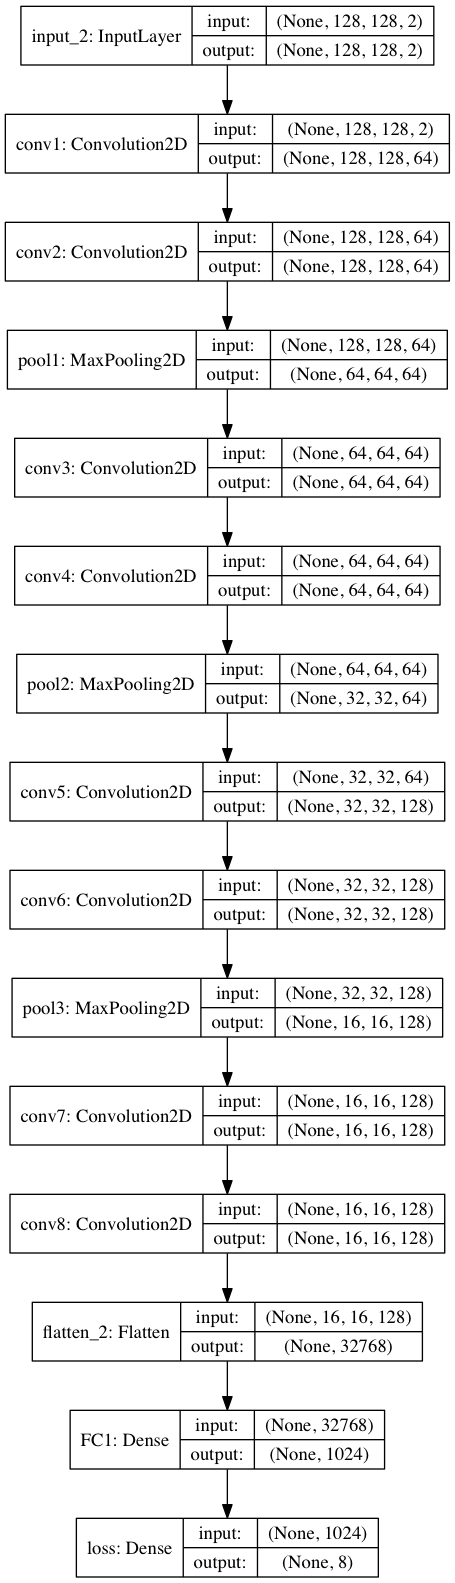 input_2: InputLayer
input: (None, 128, 128, 2)
output: (None, 128, 128, 2)
conv1: Convolution2D
input: (None, 128, 128, 2)
output: (None, 128, 128, 64)
conv2: Convolution2D
input: (None, 128, 128, 64)
output: (None, 128, 128, 64)
pool1: MaxPooling2D
input: (None, 128, 128, 64)
output: (None, 64, 64, 64)
conv3: Convolution2D
input: (None, 64, 64, 64)
output: (None, 64, 64, 64)
conv4: Convolution2D
input: (None, 64, 64, 64)
output: (None, 64, 64, 64)
pool2: MaxPooling2D
input: (None, 64, 64, 64)
output: (None, 32, 32, 64)
conv5: Convolution2D
input: (None, 32, 32, 64)
output: (None, 32, 32, 128)
conv6: Convolution2D
input: (None, 32, 32, 128)
output: (None, 32, 32, 128)
pool3: MaxPooling2D
input: (None, 32, 32, 128)
output: (None, 16, 16, 128)
conv7: Convolution2D
input: (None, 16, 16, 128)
output: (None, 16, 16, 128)
conv8: Convolution2D
input: (None, 16, 16, 128)
output: (None, 16, 16, 128)
flatten_2: Flatten
input: (None, 16, 16, 128)
output: (None, 32768)
FC1: Dense
input: (None, 32768)
output: (None, 1024)
loss: Dense
input: (None, 1024)
output: (None, 8)